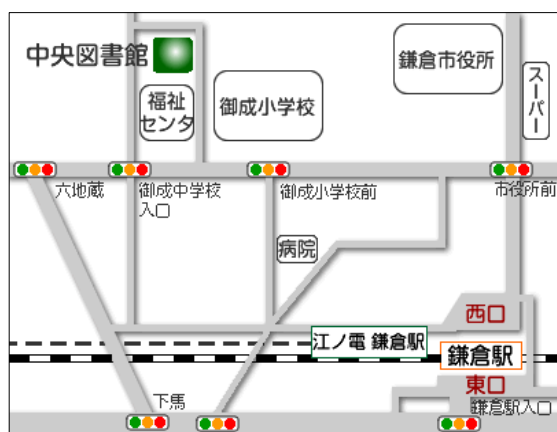 中央図書館
福祉
センタ
御成小学校
鎌倉市役所
スーパー
六地蔵
御成中学校
入口
御成小学校前
市役所前
病院
西口
江ノ電 鎌倉駅
鎌倉駅
東口
下馬
鎌倉駅入口